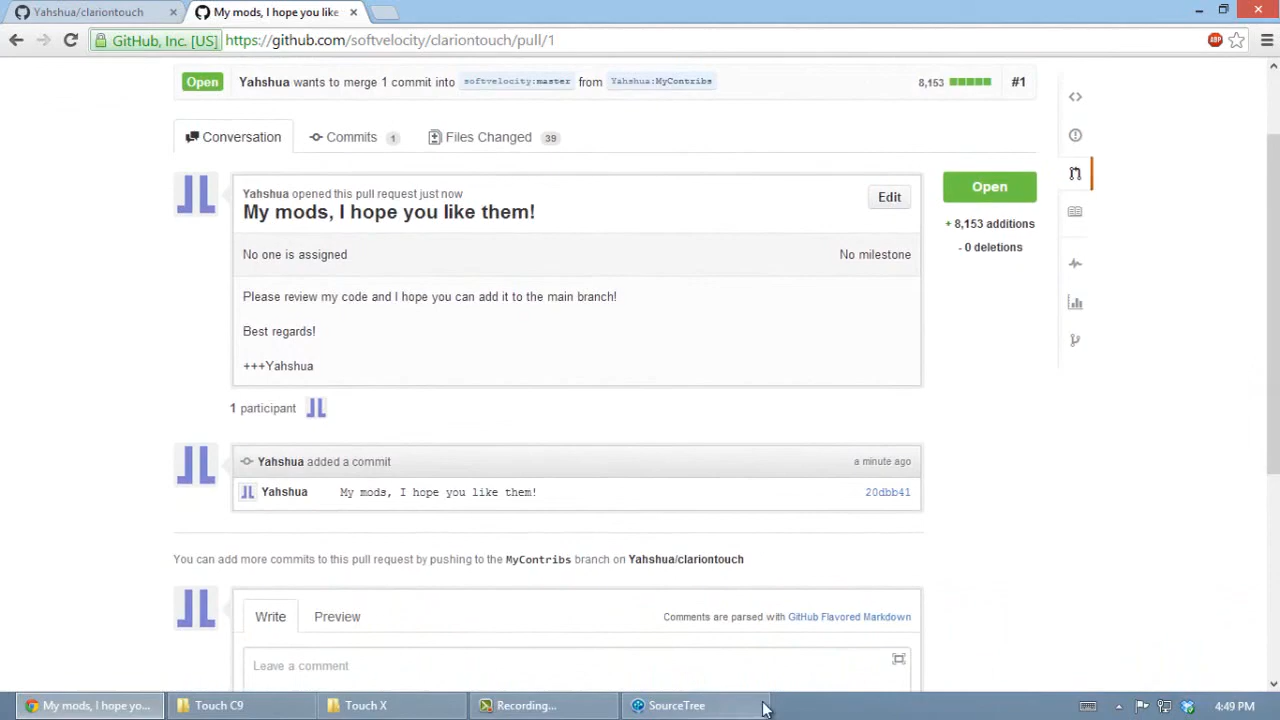 Yahshua/clariontouch
My mods, I hope you like
GitHub, Inc. [US] https://github.com/softvelocity/clariontouch/pull/1
ABP
Open Yahshua wants to merge 1 commit into softvelocity:master from Yahshua:MyContribs 8,153 #1
Conversation Commits 1 Files Changed 39
Yahshua opened this pull request just now
My mods, I hope you like them!
Edit
Open
+ 8,153 additions
- 0 deletions
No one is assigned No milestone
Please review my code and I hope you can add it to the main branch!
Best regards!
+++Yahshua
1 participant
Yahshua added a commit a minute ago
Yahshua My mods, I hope you like them! 20dbb41
You can add more commits to this pull request by pushing to the MyContribs branch on Yahshua/clariontouch
Write Preview Comments are parsed with GitHub Flavored Markdown
Leave a comment
My mods, I hope yo... Touch C9 Touch X Recording... SourceTree 4:49 PM